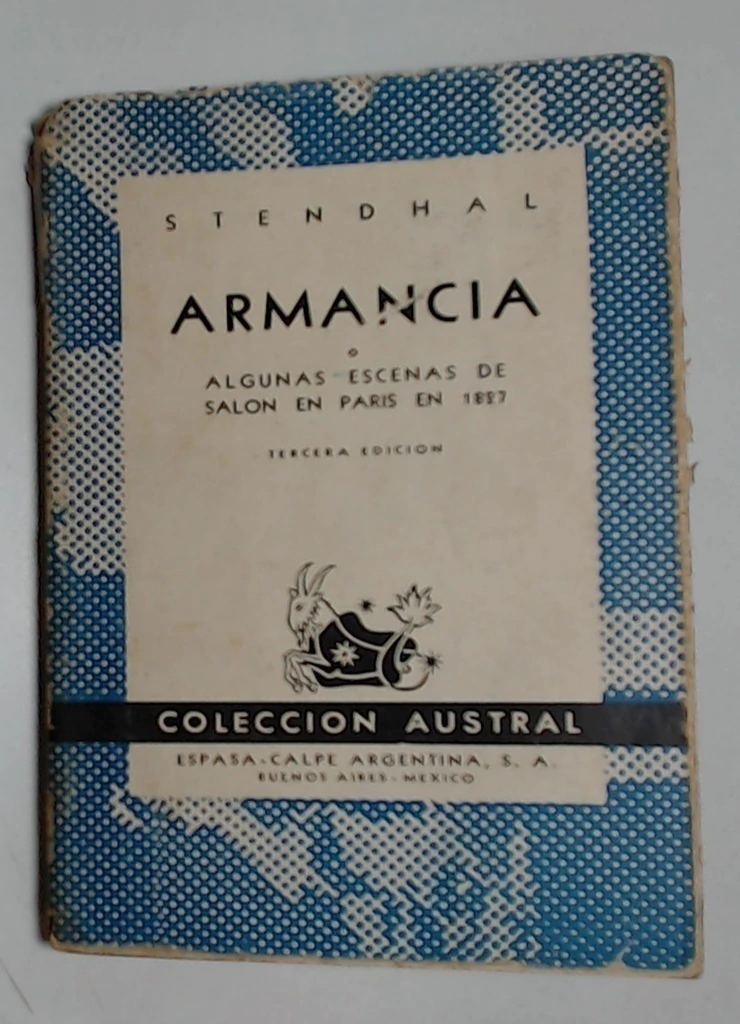 STENDHAL
ARMANCIA
o
ALGUNAS ESCENAS DE
SALON EN PARIS EN 1827
TERCERA EDICION
COLECCION AUSTRAL
ESPASA-CALPE ARGENTINA, S. A.
BUENOS AIRES-MEXICO